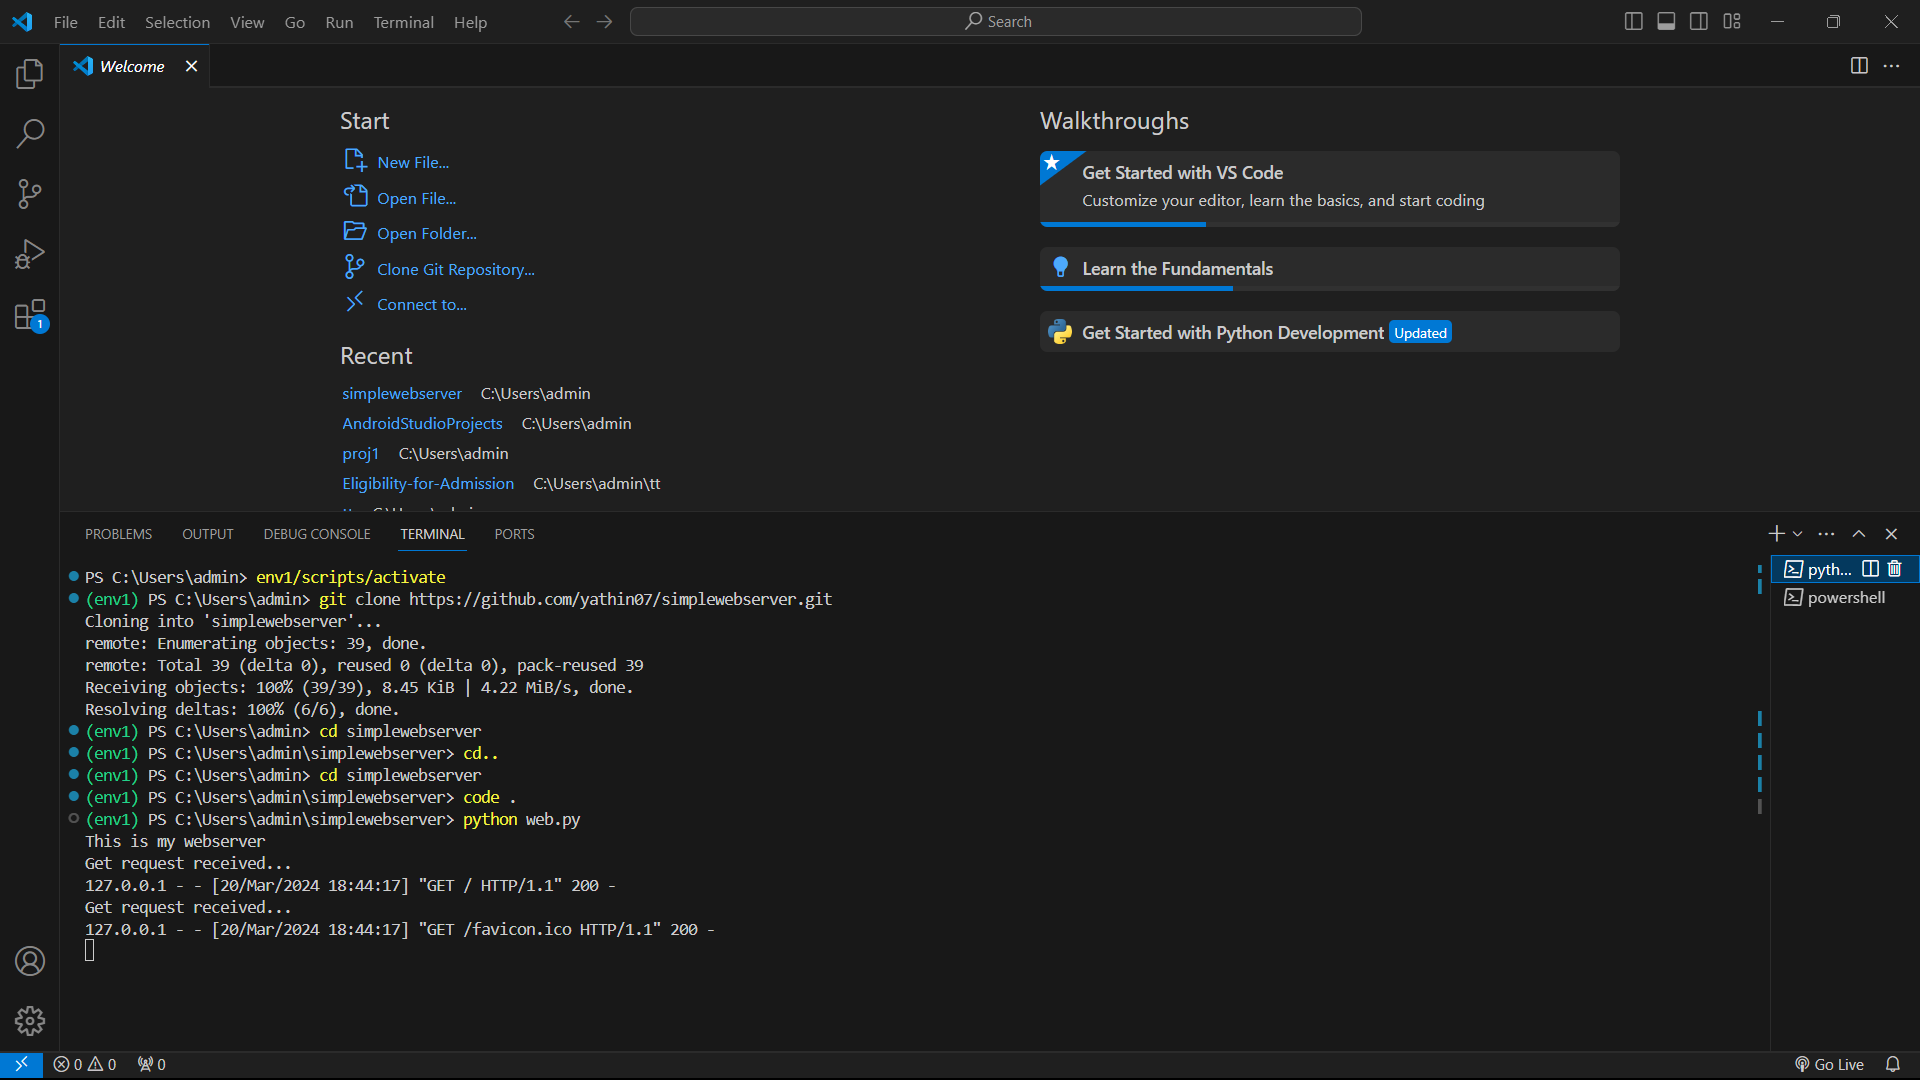 File Edit Selection View Go Run Terminal Help
Search
Welcome
Start
New File...
Open File...
Open Folder...
Clone Git Repository...
Connect to...
Recent
simplewebserver C:\Users\admin
AndroidStudioProjects C:\Users\admin
proj1 C:\Users\admin
Eligibility-for-Admission C:\Users\admin\tt
Walkthroughs
Get Started with VS Code
Customize your editor, learn the basics, and start coding
Learn the Fundamentals
Get Started with Python Development Updated
1
PROBLEMS OUTPUT DEBUG CONSOLE TERMINAL PORTS
PS C:\Users\admin> env1/scripts/activate
(env1) PS C:\Users\admin> git clone https://github.com/yathin07/simplewebserver.git
Cloning into 'simplewebserver'...
remote: Enumerating objects: 39, done.
remote: Total 39 (delta 0), reused 0 (delta 0), pack-reused 39
Receiving objects: 100% (39/39), 8.45 KiB | 4.22 MiB/s, done.
Resolving deltas: 100% (6/6), done.
(env1) PS C:\Users\admin> cd simplewebserver
(env1) PS C:\Users\admin\simplewebserver> cd..
(env1) PS C:\Users\admin> cd simplewebserver
(env1) PS C:\Users\admin\simplewebserver> code .
(env1) PS C:\Users\admin\simplewebserver> python web.py
This is my webserver
Get request received...
127.0.0.1 - - [20/Mar/2024 18:44:17] "GET / HTTP/1.1" 200 -
Get request received...
127.0.0.1 - - [20/Mar/2024 18:44:17] "GET /favicon.ico HTTP/1.1" 200 -
pyth...
powershell
0 0 0
Go Live